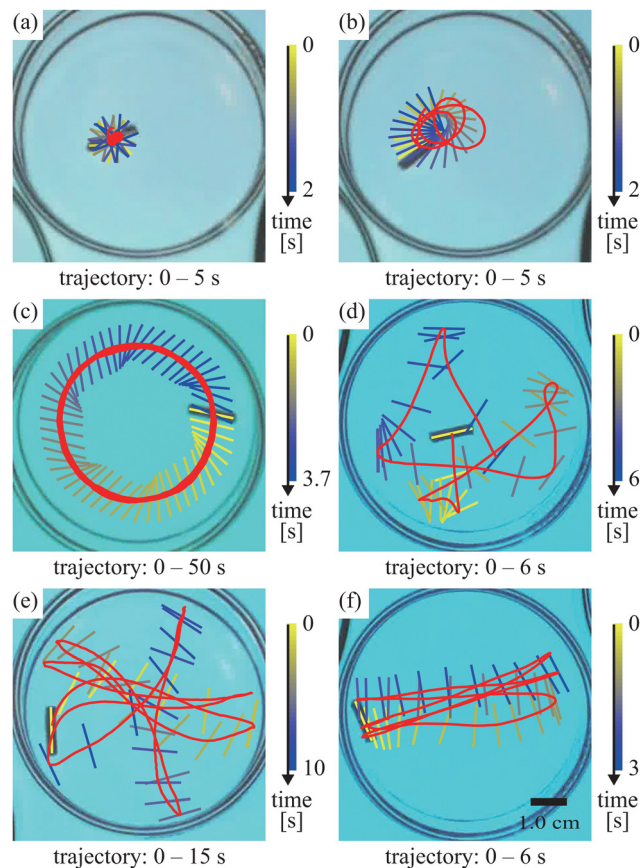 (a)
0
2
time
[s]
trajectory: 0 – 5 s
(b)
0
2
time
[s]
trajectory: 0 – 5 s
(c)
0
3.7
time
[s]
trajectory: 0 – 50 s
(d)
0
6
time
[s]
trajectory: 0 – 6 s
(e)
0
10
time
[s]
trajectory: 0 – 15 s
(f)
0
3
time
[s]
1.0 cm
trajectory: 0 – 6 s